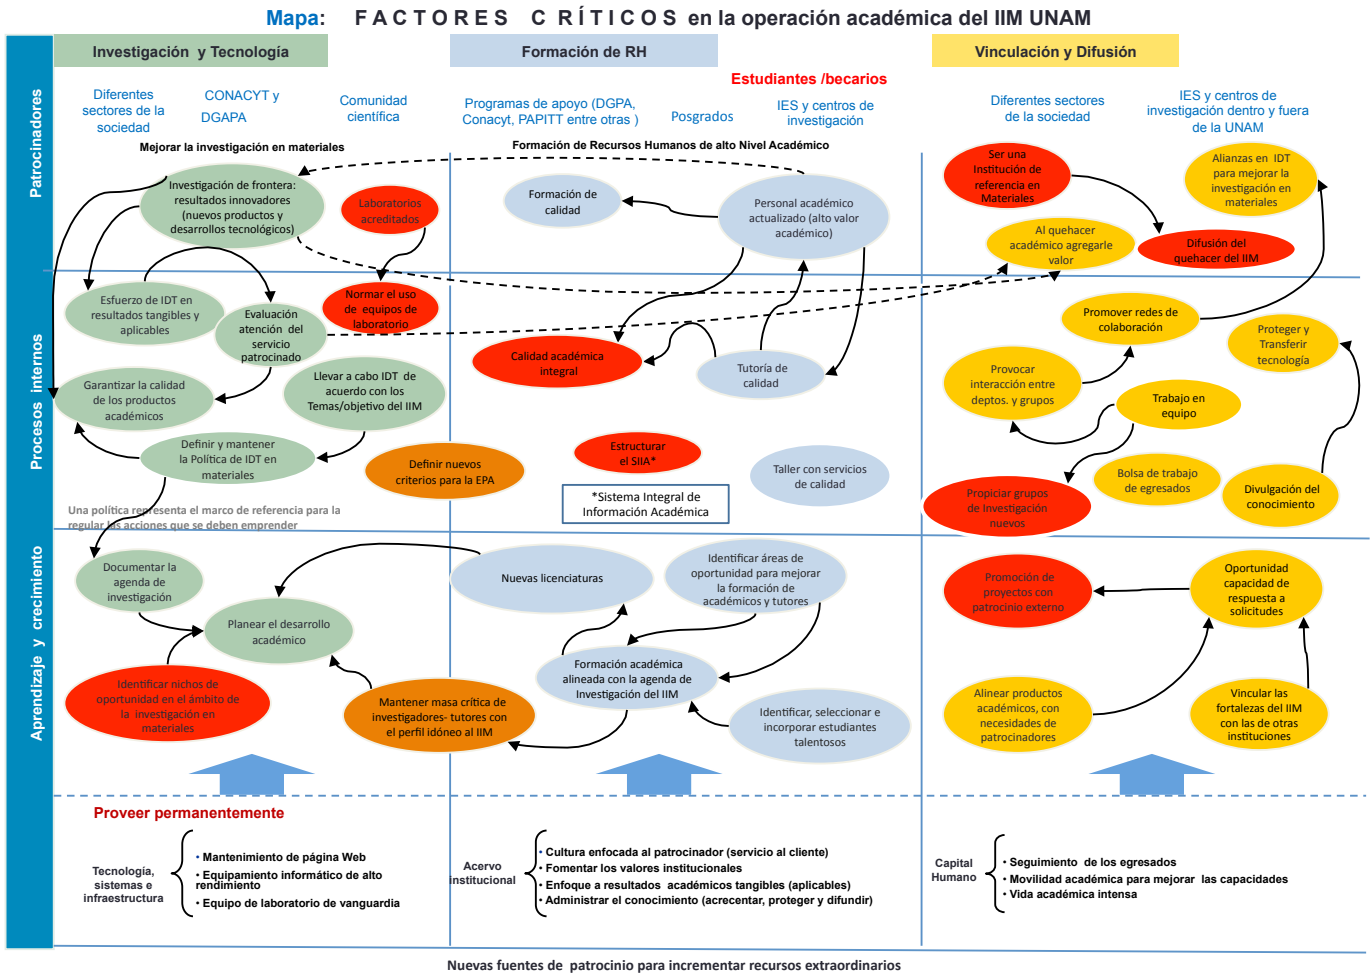 Mapa: F A C T O R E S C R Í T I C O S en la operación académica del IIM UNAM
Investigación y Tecnología
Formación de RH
Vinculación y Difusión
Patrocinadores
Procesos internos
Aprendizaje y crecimiento
Diferentes
sectores de la
sociedad
CONACYT y
DGAPA
Comunidad
científica
Mejorar la investigación en materiales
Estudiantes /becarios
Programas de apoyo (DGPA,
Conacyt, PAPITT entre otras )
Posgrados
IES y centros de
investigación
Formación de Recursos Humanos de alto Nivel Académico
Diferentes sectores
de la sociedad
IES y centros de
investigación dentro y fuera
de la UNAM
Investigación de frontera:
resultados innovadores
(nuevos productos y
desarrollos tecnológicos)
Laboratorios
acreditados
Formación de
calidad
Personal académico
actualizado (alto valor
académico)
Ser una
Institución de
referencia en
Materiales
Alianzas en IDT
para mejorar la
investigación en
materiales
Al quehacer
académico agregarle
valor
Difusión del
quehacer del IIM
Esfuerzo de IDT en
resultados tangibles y
aplicables
Evaluación
atención del
servicio
patrocinado
Normar el uso
de equipos de
laboratorio
Garantizar la calidad
de los productos
académicos
Llevar a cabo IDT de
acuerdo con los
Temas/objetivo del IIM
Definir y mantener
la Política de IDT en
materiales
Definir nuevos
criterios para la EPA
Una política representa el marco de referencia para la
regular las acciones que se deben emprender
Calidad académica
integral
Tutoría de
calidad
Estructurar
el SIIA*
*Sistema Integral de
Información Académica
Taller con servicios
de calidad
Promover redes de
colaboración
Proteger y
Transferir
tecnología
Provocar
interacción entre
deptos. y grupos
Trabajo en
equipo
Bolsa de trabajo
de egresados
Propiciar grupos
de Investigación
nuevos
Divulgación del
conocimiento
Documentar la
agenda de
investigación
Planear el desarrollo
académico
Identificar nichos de
oportunidad en el ámbito de
la investigación en
materiales
Mantener masa crítica de
investigadores- tutores con
el perfil idóneo al IIM
Nuevas licenciaturas
Identificar áreas de
oportunidad para mejorar
la formación de
académicos y tutores
Formación académica
alineada con la agenda de
Investigación del IIM
Identificar, seleccionar e
incorporar estudiantes
talentosos
Promoción de
proyectos con
patrocinio externo
Oportunidad
capacidad de
respuesta a
solicitudes
Alinear productos
académicos, con
necesidades de
patrocinadores
Vincular las
fortalezas del IIM
con las de otras
instituciones
Proveer permanentemente
Tecnología,
sistemas e
infraestructura
• Mantenimiento de página Web
• Equipamiento informático de alto
rendimiento
• Equipo de laboratorio de vanguardia
Acervo
institucional
• Cultura enfocada al patrocinador (servicio al cliente)
• Fomentar los valores institucionales
• Enfoque a resultados académicos tangibles (aplicables)
• Administrar el conocimiento (acrecentar, proteger y difundir)
Capital
Humano
• Seguimiento de los egresados
• Movilidad académica para mejorar las capacidades
• Vida académica intensa
Nuevas fuentes de patrocinio para incrementar recursos extraordinarios